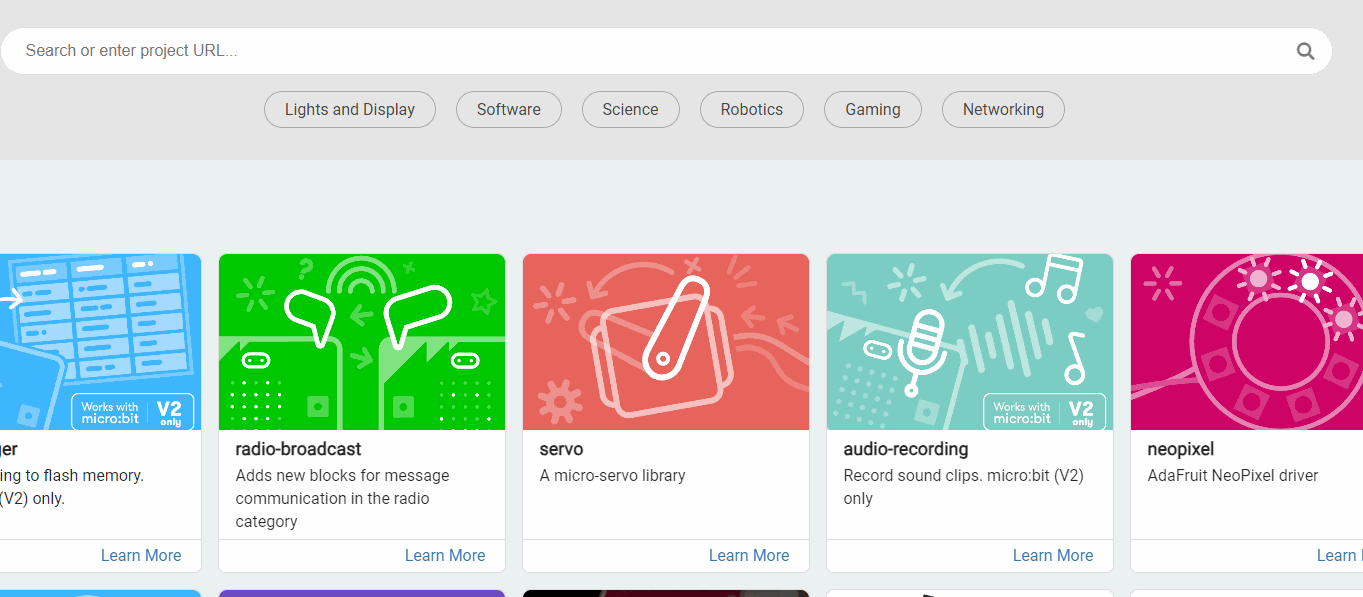 Search or enter project URL...
Lights and Display
Software
Science
Robotics
Gaming
Networking
Works with
micro:bit
V2
only
ger
ing to flash memory.
(V2) only.
Learn More
radio-broadcast
Adds new blocks for message
communication in the radio
category
Learn More
servo
A micro-servo library
Learn More
Works with
micro:bit
V2
only
audio-recording
Record sound clips. micro:bit (V2)
only
Learn More
neopixel
AdaFruit NeoPixel driver
Learn